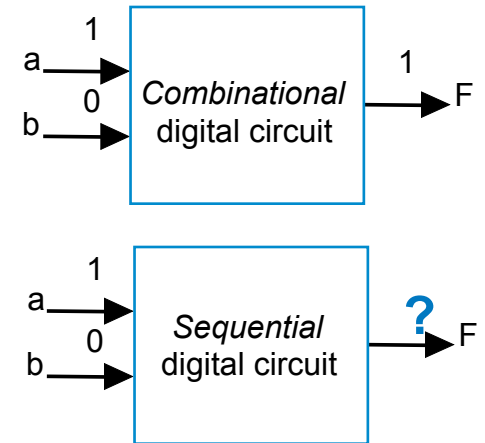 1
a
1
F
0
b
Combinational
digital circuit
1
a
?
F
0
b
Sequential
digital circuit